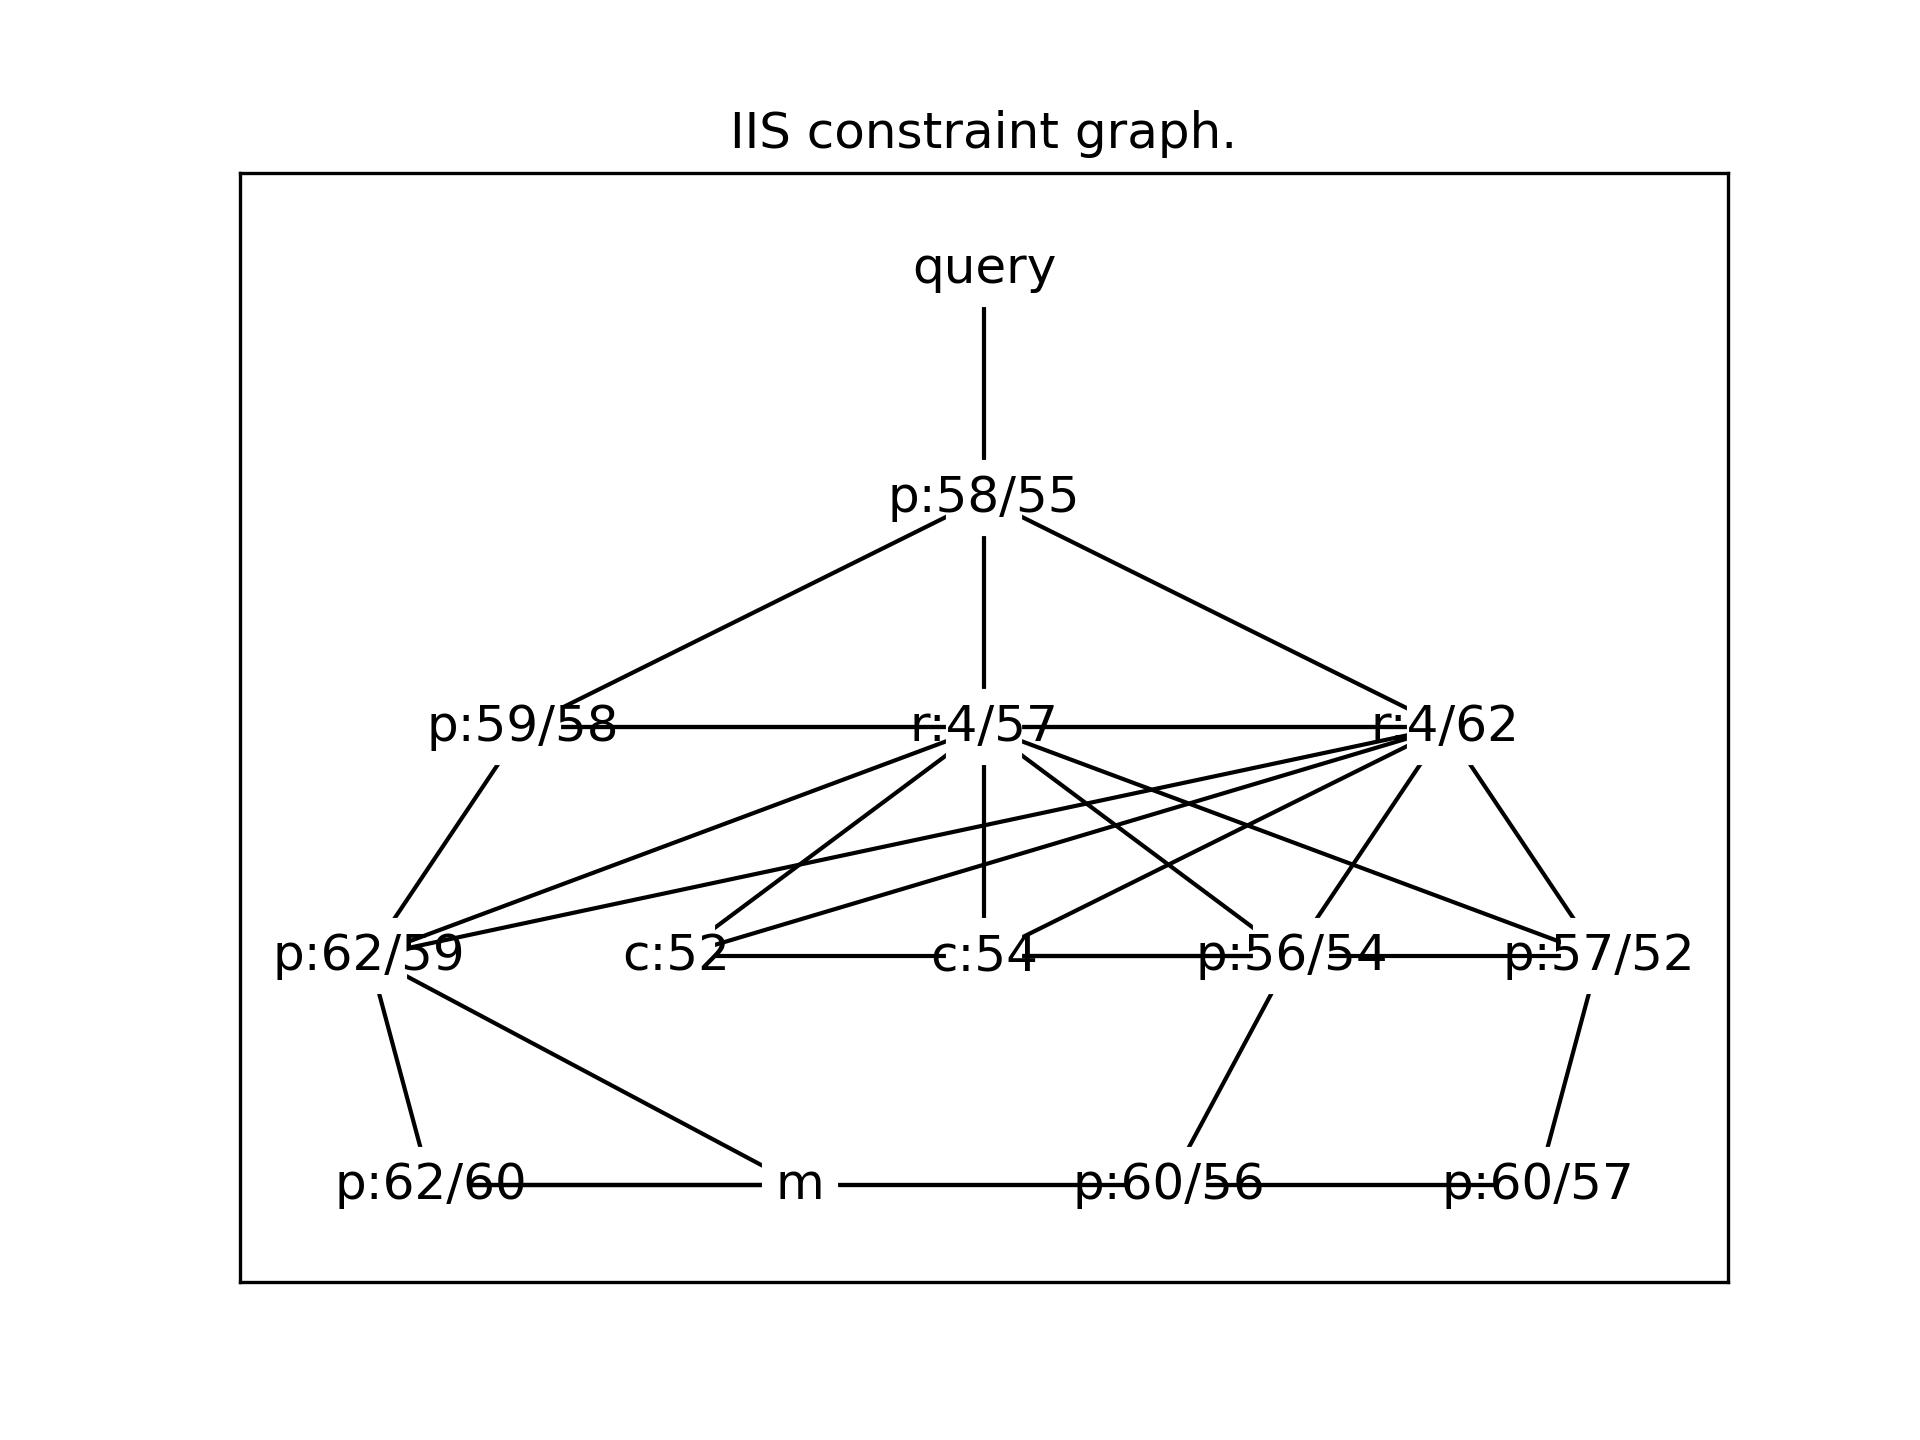 IIS constraint graph.
query
p:58/55
p:59/58 r:4/57 r:4/62
p:62/59 c:52 c:54 p:56/54 p:57/52
p:62/60 m p:60/56 p:60/57